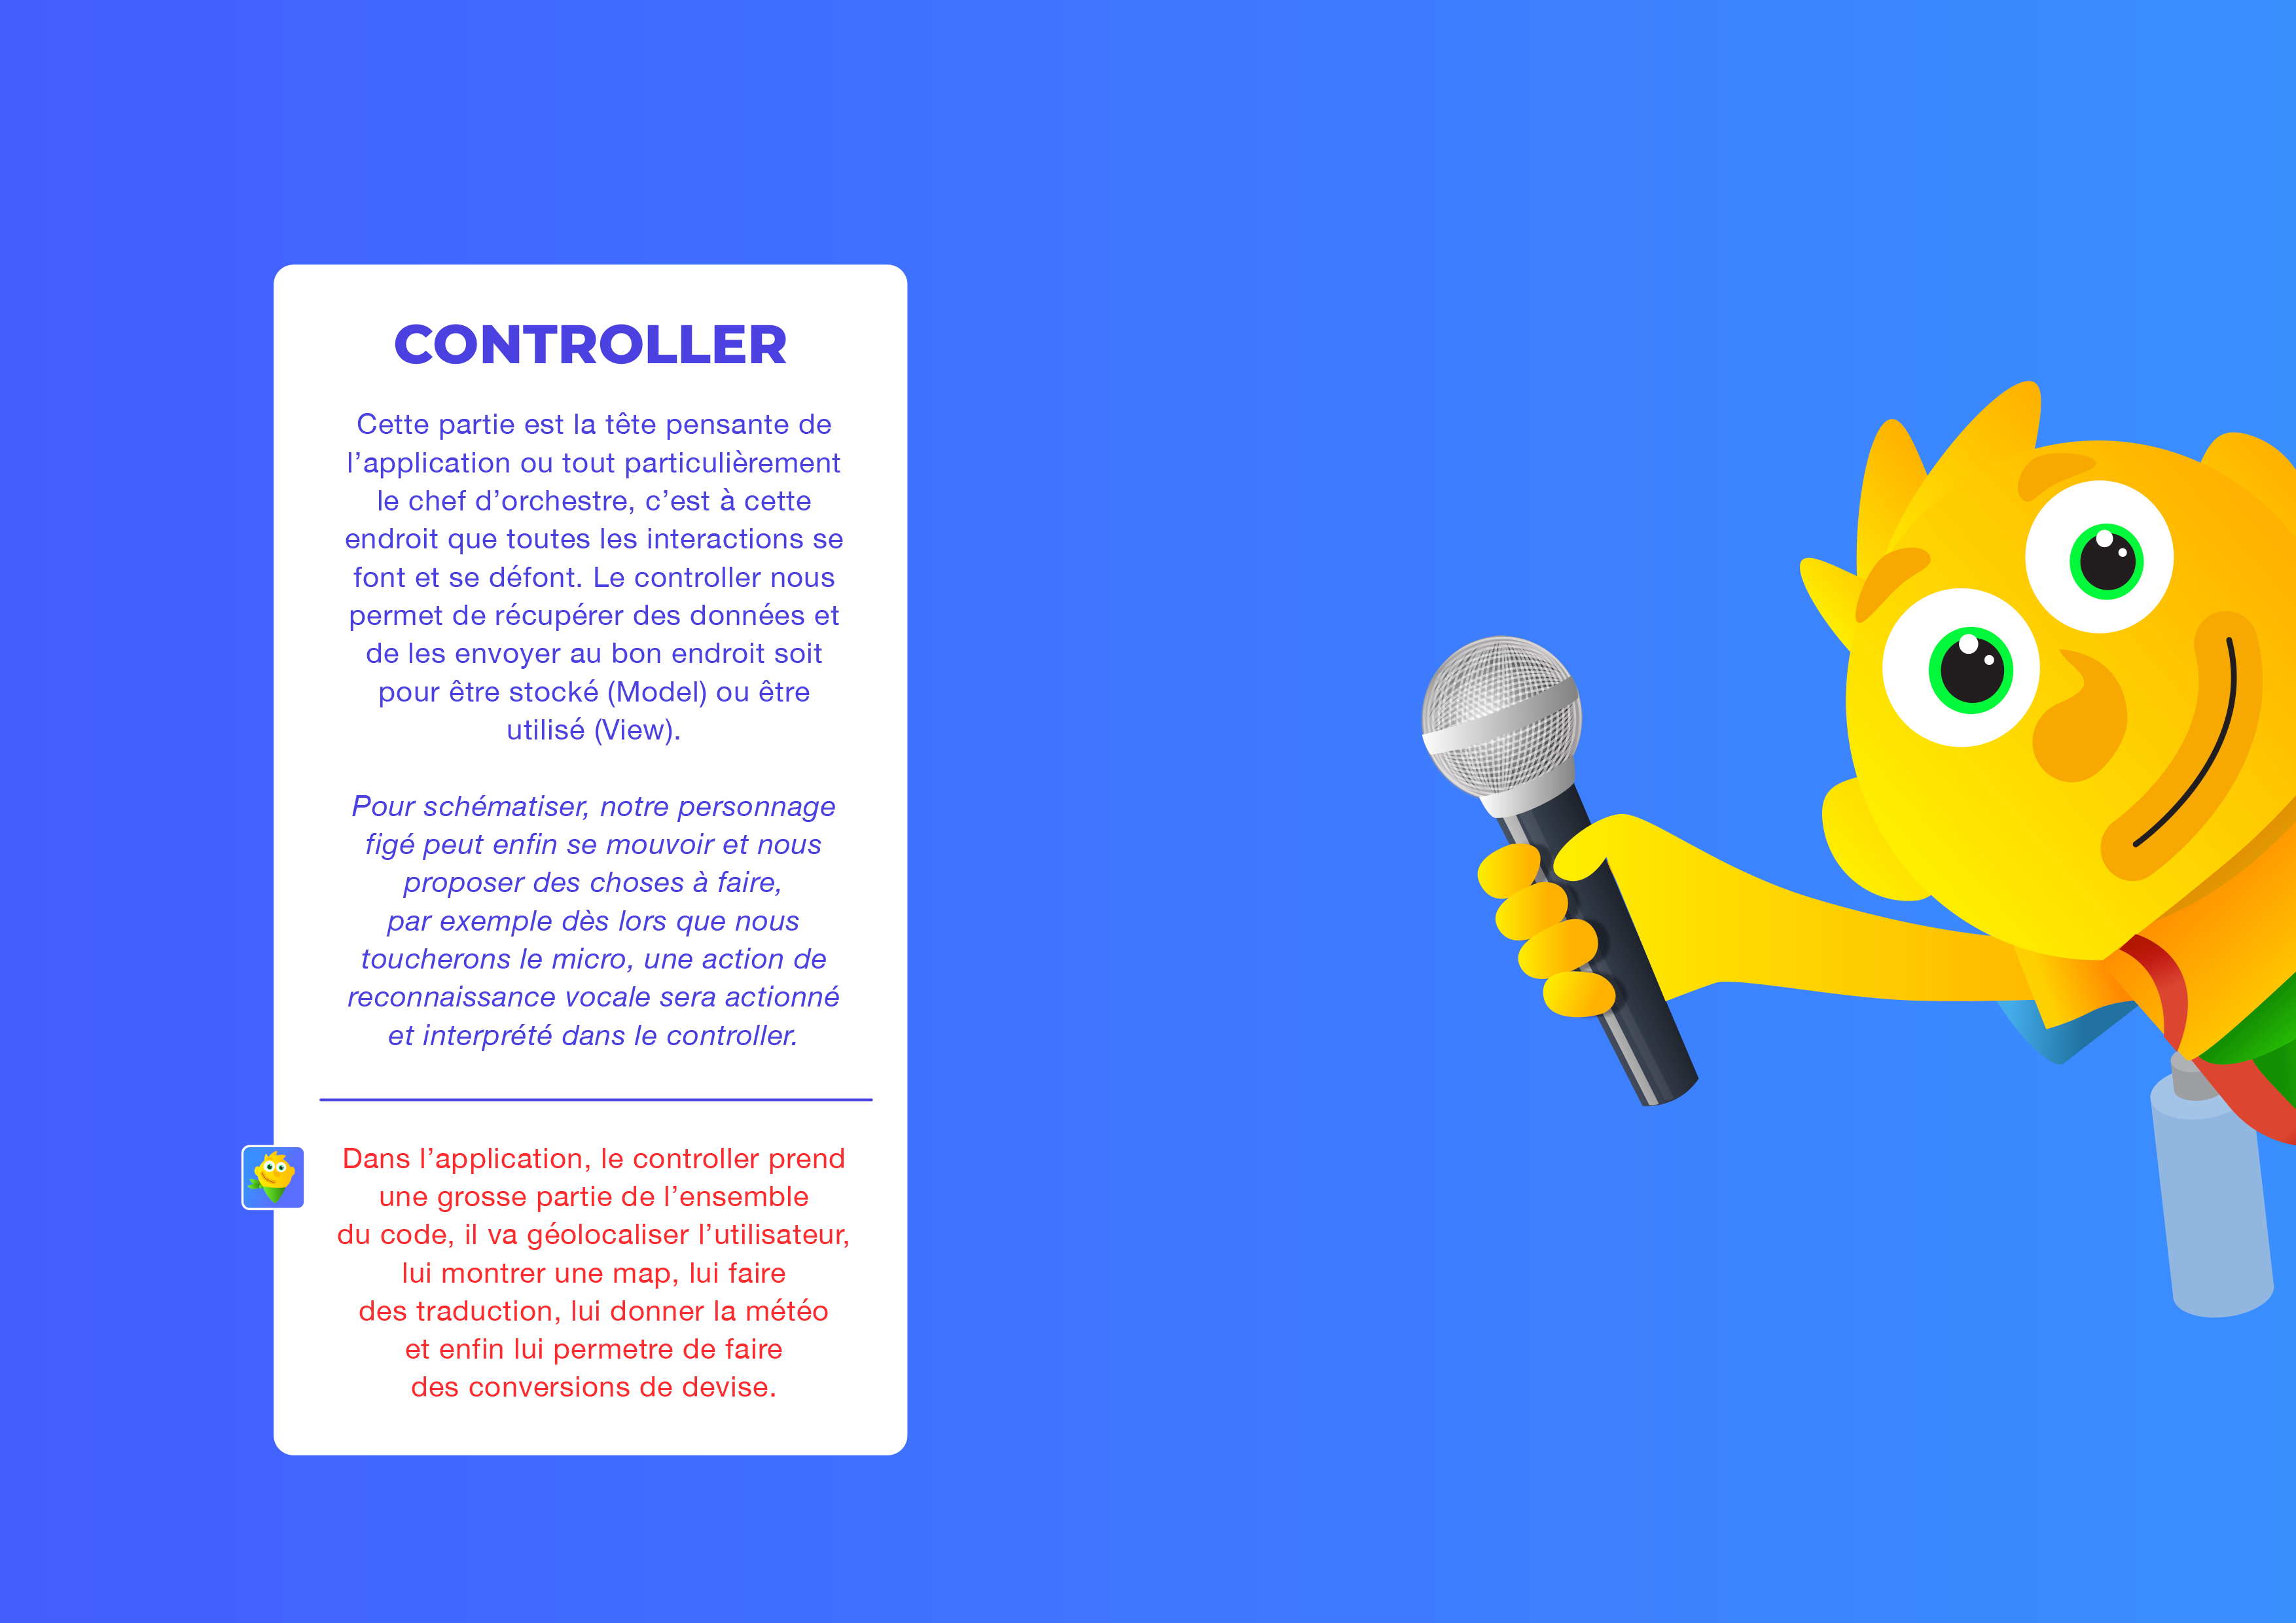 CONTROLLER
Cette partie est la tête pensante de
l’application ou tout particulièrement
le chef d’orchestre, c’est à cette
endroit que toutes les interactions se
font et se défont. Le controller nous
permet de récupérer des données et
de les envoyer au bon endroit soit
pour être stocké (Model) ou être
utilisé (View).
Pour schématiser, notre personnage
figé peut enfin se mouvoir et nous
proposer des choses à faire,
par exemple dès lors que nous
toucherons le micro, une action de
reconnaissance vocale sera actionné
et interprété dans le controller.
Dans l’application, le controller prend
une grosse partie de l’ensemble
du code, il va géolocaliser l’utilisateur,
lui montrer une map, lui faire
des traduction, lui donner la météo
et enfin lui permetre de faire
des conversions de devise.